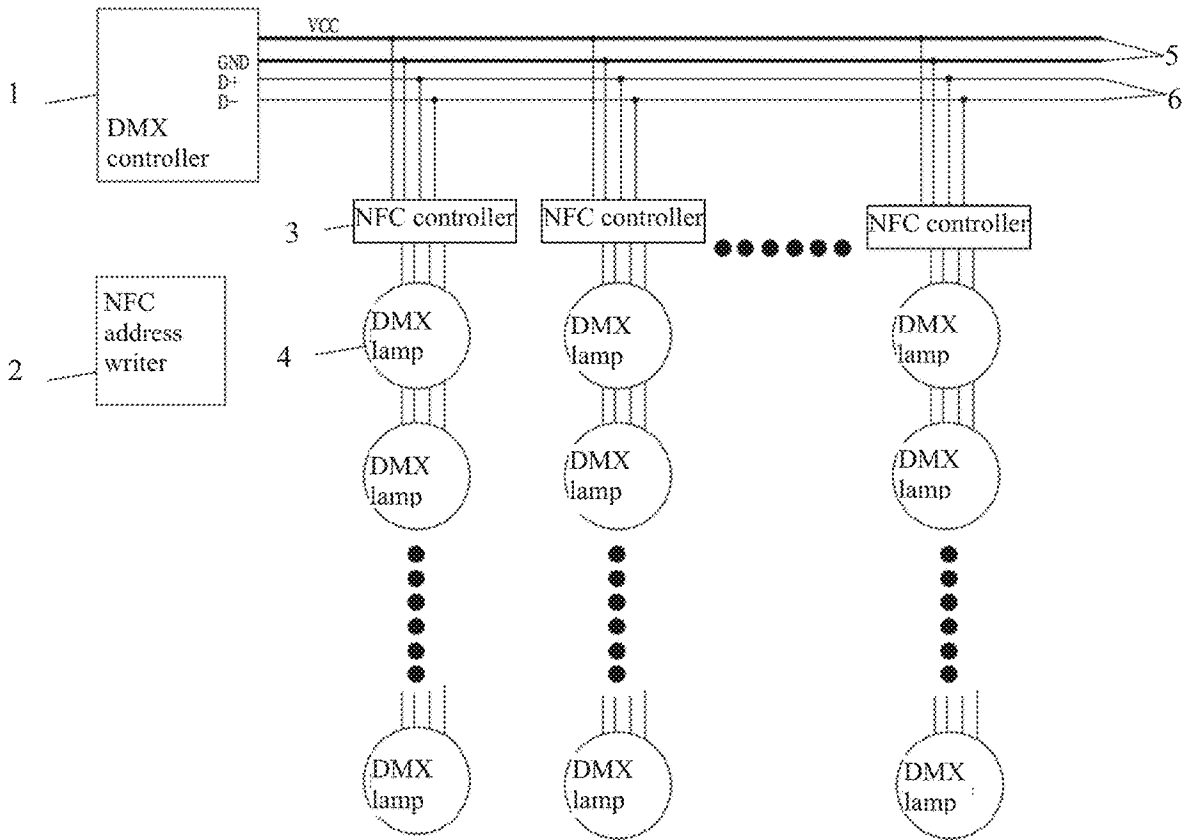 VCC
GND
D+
D-
DMX
controller
1
5
6
NFC controller
NFC controller
NFC controller
3
NFC
address
writer
2
DMX
lamp
DMX
lamp
DMX
lamp
4
DMX
lamp
DMX
lamp
DMX
lamp
DMX
lamp
DMX
lamp
DMX
lamp